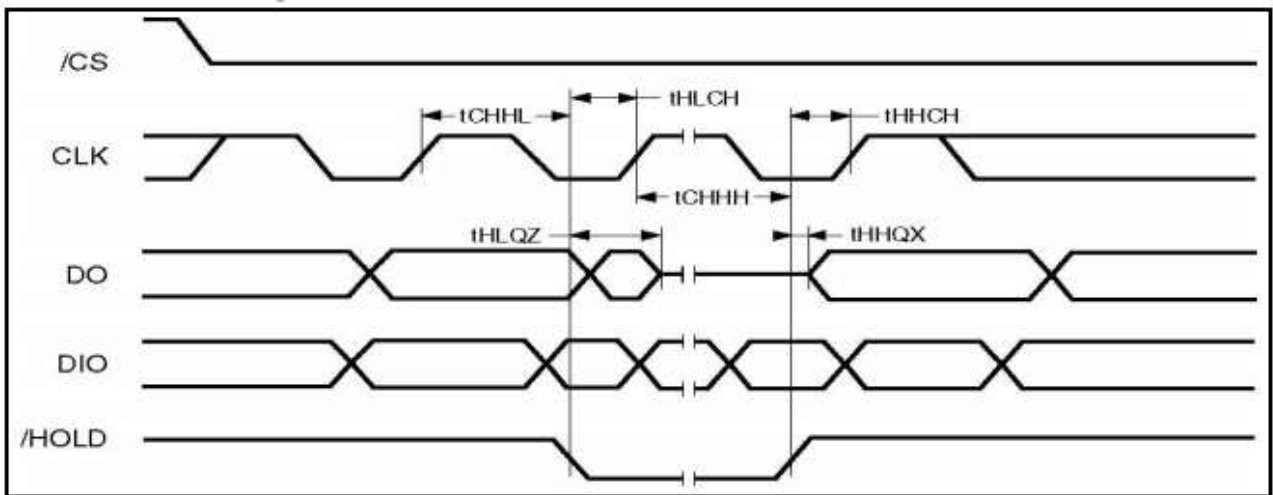 /CS
tHLCH
tCHHL
tHHCH
CLK
tCHHH
tHLQZ
tHHQX
DO
DIO
/HOLD